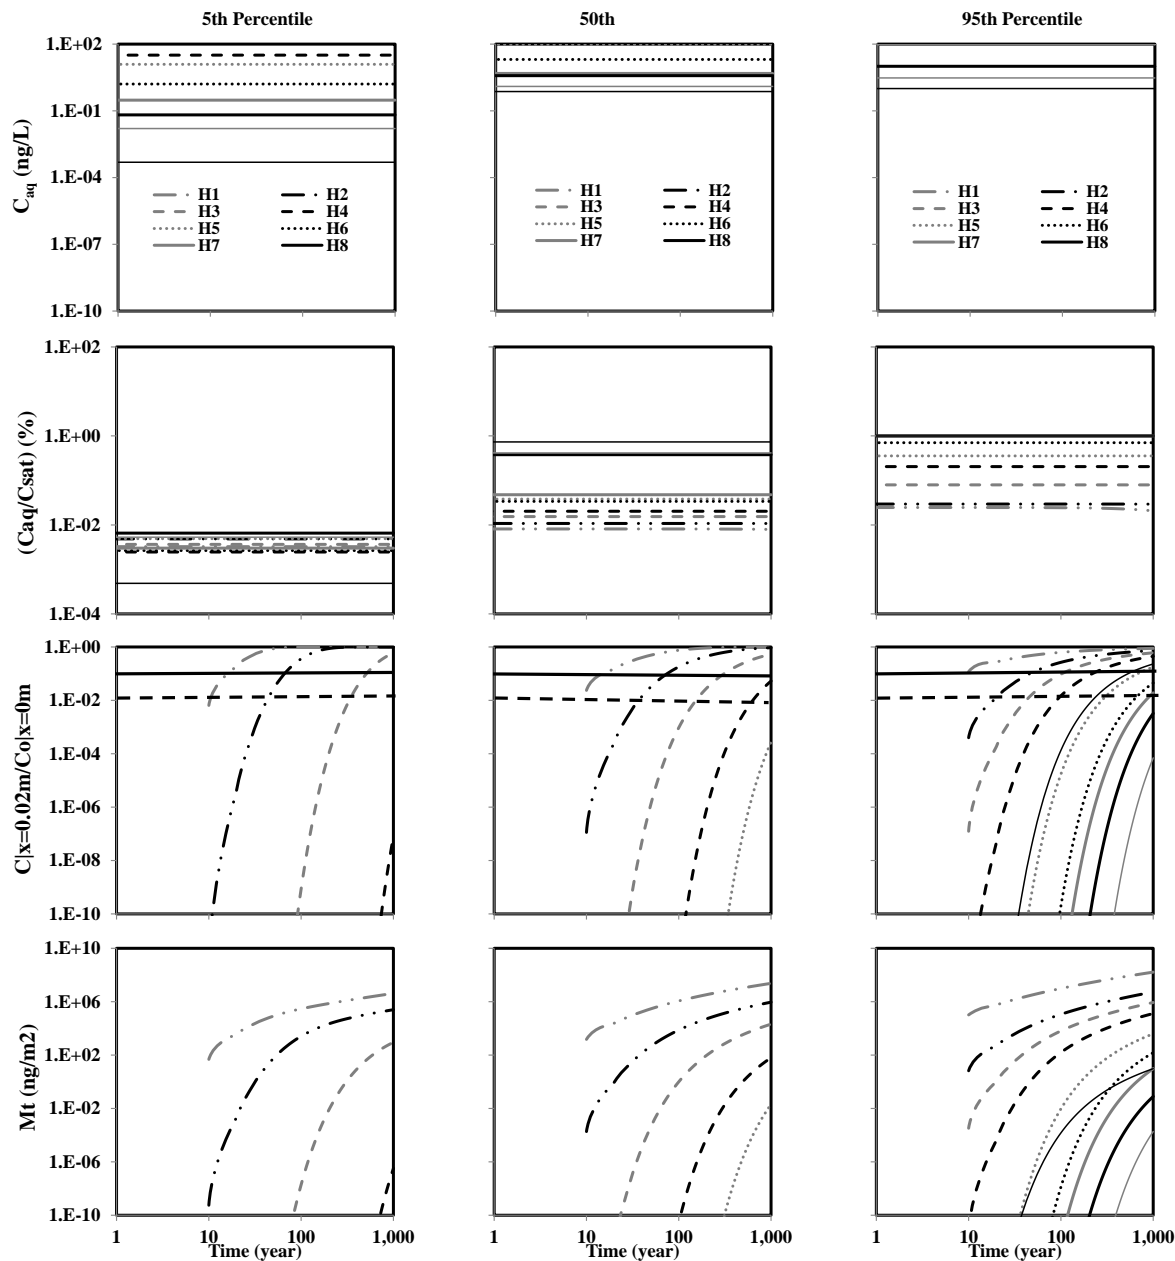 5th Percentile 50th 95th Percentile
Caq (ng/L)
1.E+02
1.E-01
1.E-04
1.E-07
1.E-10
H1 H2
H3 H4
H5 H6
H7 H8
H1 H2
H3 H4
H5 H6
H7 H8
H1 H2
H3 H4
H5 H6
H7 H8
(Caq/Csat) (%)
1.E+02
1.E+00
1.E-02
1.E-04
C|x=0.02m/Co|x=0m
1.E+00
1.E-02
1.E-04
1.E-06
1.E-08
1.E-10
Mt (ng/m2)
1.E+10
1.E+06
1.E+02
1.E-02
1.E-06
1.E-10
1 10 100 1,000
Time (year)
1 10 100 1,000
Time (year)
1 10 100 1,000
Time (year)